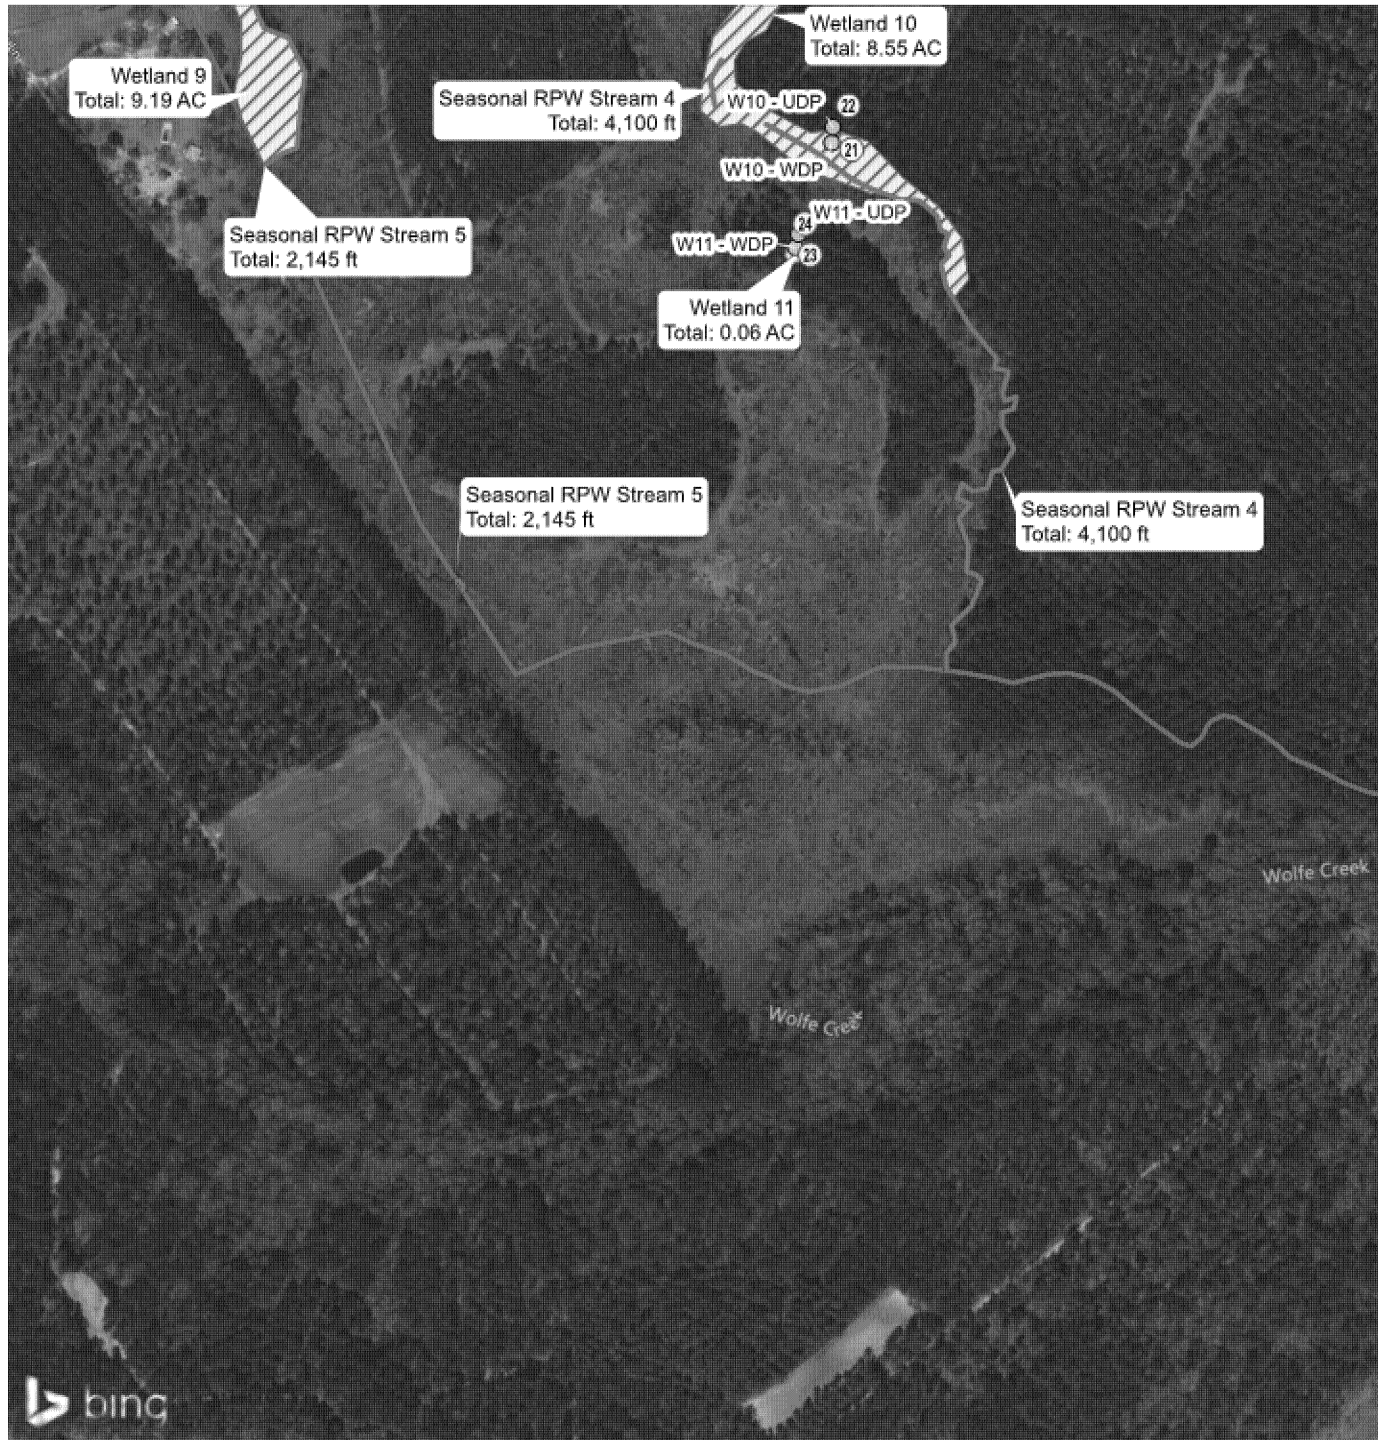 Wetland 10
Total: 8.55 AC
Wetland 9
Total: 9.19 AC
Seasonal RPW Stream 4
Total: 4,100 ft
W10 - UDP
22
21
W10 - WDP
W11 - UDP
24
W11 - WDP
23
Seasonal RPW Stream 5
Total: 2,145 ft
Wetland 11
Total: 0.06 AC
Seasonal RPW Stream 5
Total: 2,145 ft
Seasonal RPW Stream 4
Total: 4,100 ft
Wolfe Creek
Wolfe Creek
bing